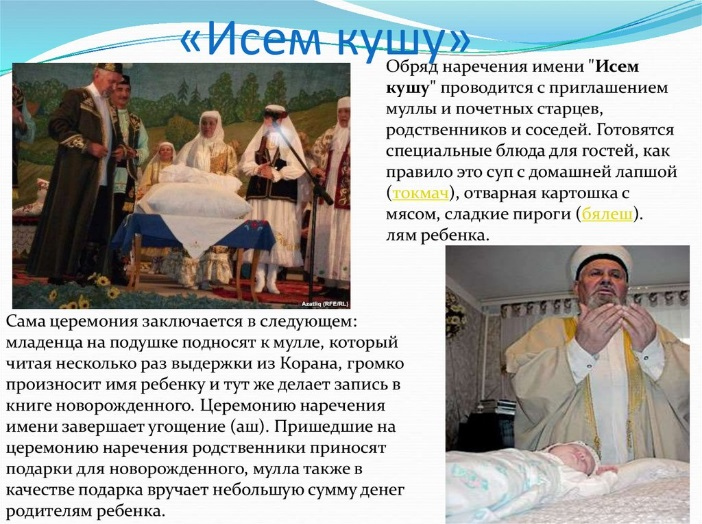 «Исем кушу»
Обряд наречения имени "Исем
кушу" проводится с приглашением
муллы и почетных старцев,
родственников и соседей. Готовятся
специальные блюда для гостей, как
правило это суп с домашней лапшой
(токмач), отварная картошка с
мясом, сладкие пироги (бялеш).
лям ребенка.
Azatliq (RFE/RL)
Сама церемония заключается в следующем:
младенца на подушке подносят к мулле, который
читая несколько раз выдержки из Корана, громко
произносит имя ребенку и тут же делает запись в
книге новорожденного. Церемонию наречения
имени завершает угощение (аш). Пришедшие на
церемонию наречения родственники приносят
подарки для новорожденного, мулла также в
качестве подарка вручает небольшую сумму денег
родителям ребенка.